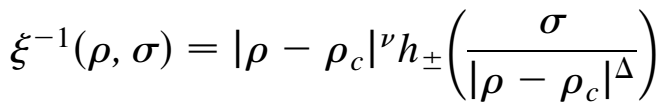 ξ⁻¹(ρ, σ) = |ρ − ρ_c|^ν h_±(σ / |ρ − ρ_c|^Δ)